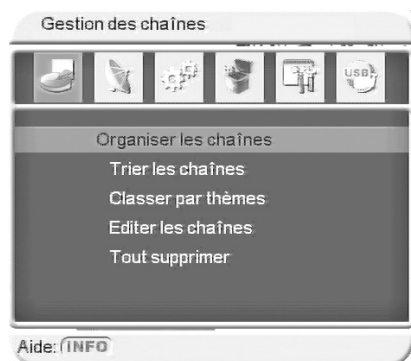 Gestion des chaînes
USB
Organiser les chaînes
Trier les chaînes
Classer par thèmes
Editer les chaînes
Tout supprimer
Aide: INFO